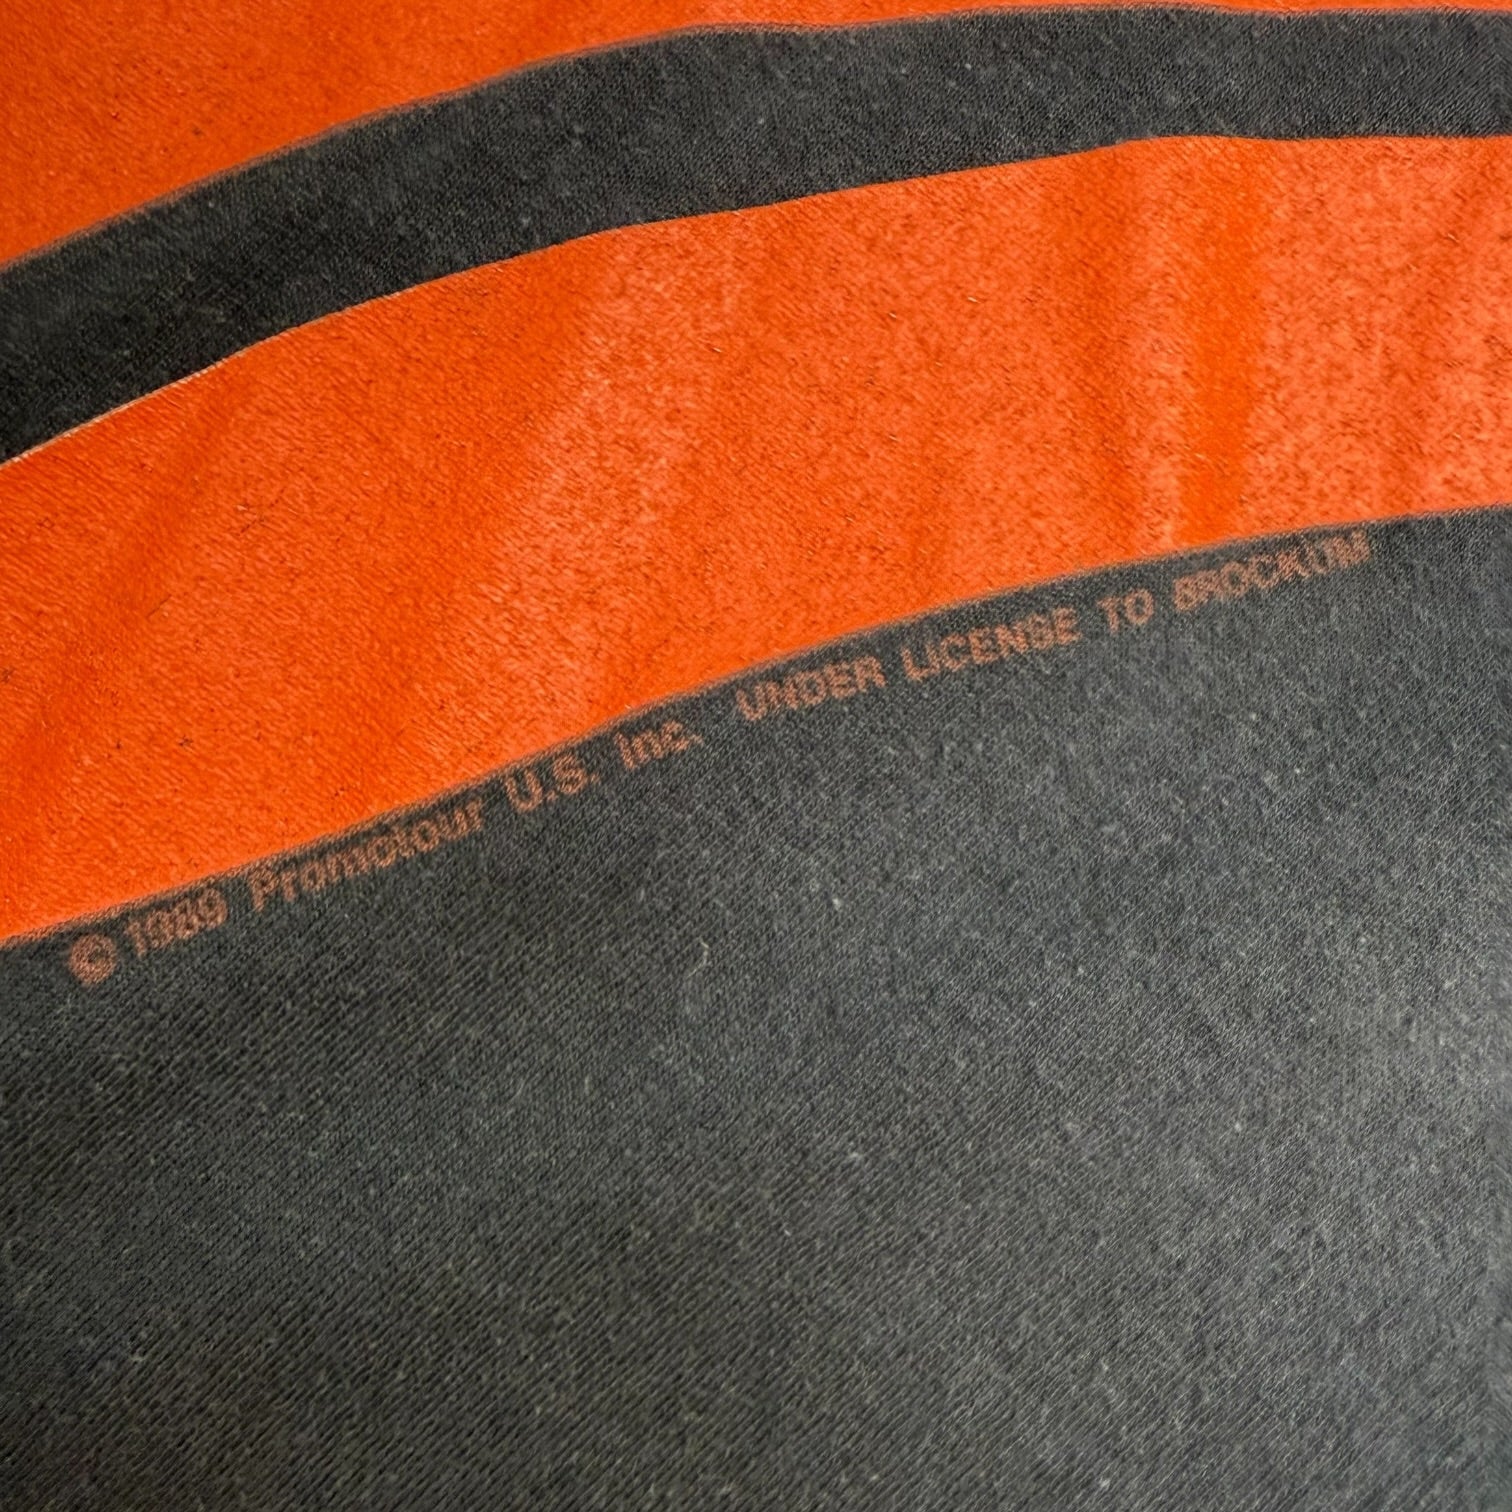 © 1989 Promotour U.S. Inc. UNDER LICENSE TO BROCKUM